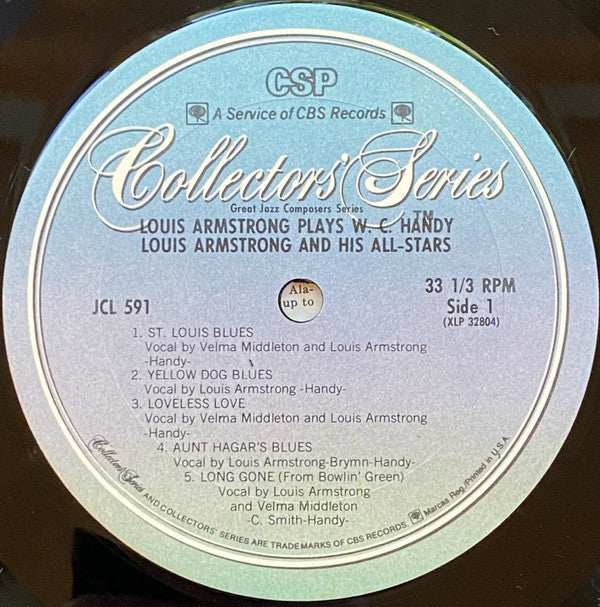 CSP
A Service of CBS Records
Collectors' Series
Great Jazz Composers Series TM
LOUIS ARMSTRONG PLAYS W. C. HANDY
LOUIS ARMSTRONG AND HIS ALL-STARS
JCL 591
Ala-
up to
33 1/3 RPM
Side 1
(XLP 32804)
1. ST. LOUIS BLUES
Vocal by Velma Middleton and Louis Armstrong
-Handy-
2. YELLOW DOG BLUES
Vocal by Louis Armstrong -Handy-
3. LOVELESS LOVE
Vocal by Velma Middleton and Louis Armstrong
-Handy-
4. AUNT HAGAR'S BLUES
Vocal by Louis Armstrong-Brymn-Handy-
5. LONG GONE (From Bowlin' Green)
Vocal by Louis Armstrong
and Velma Middleton
-C. Smith-Handy-
Collectors' Series AND COLLECTORS' SERIES ARE TRADEMARKS OF CBS RECORDS Marcas Reg./Printed in U.S.A.